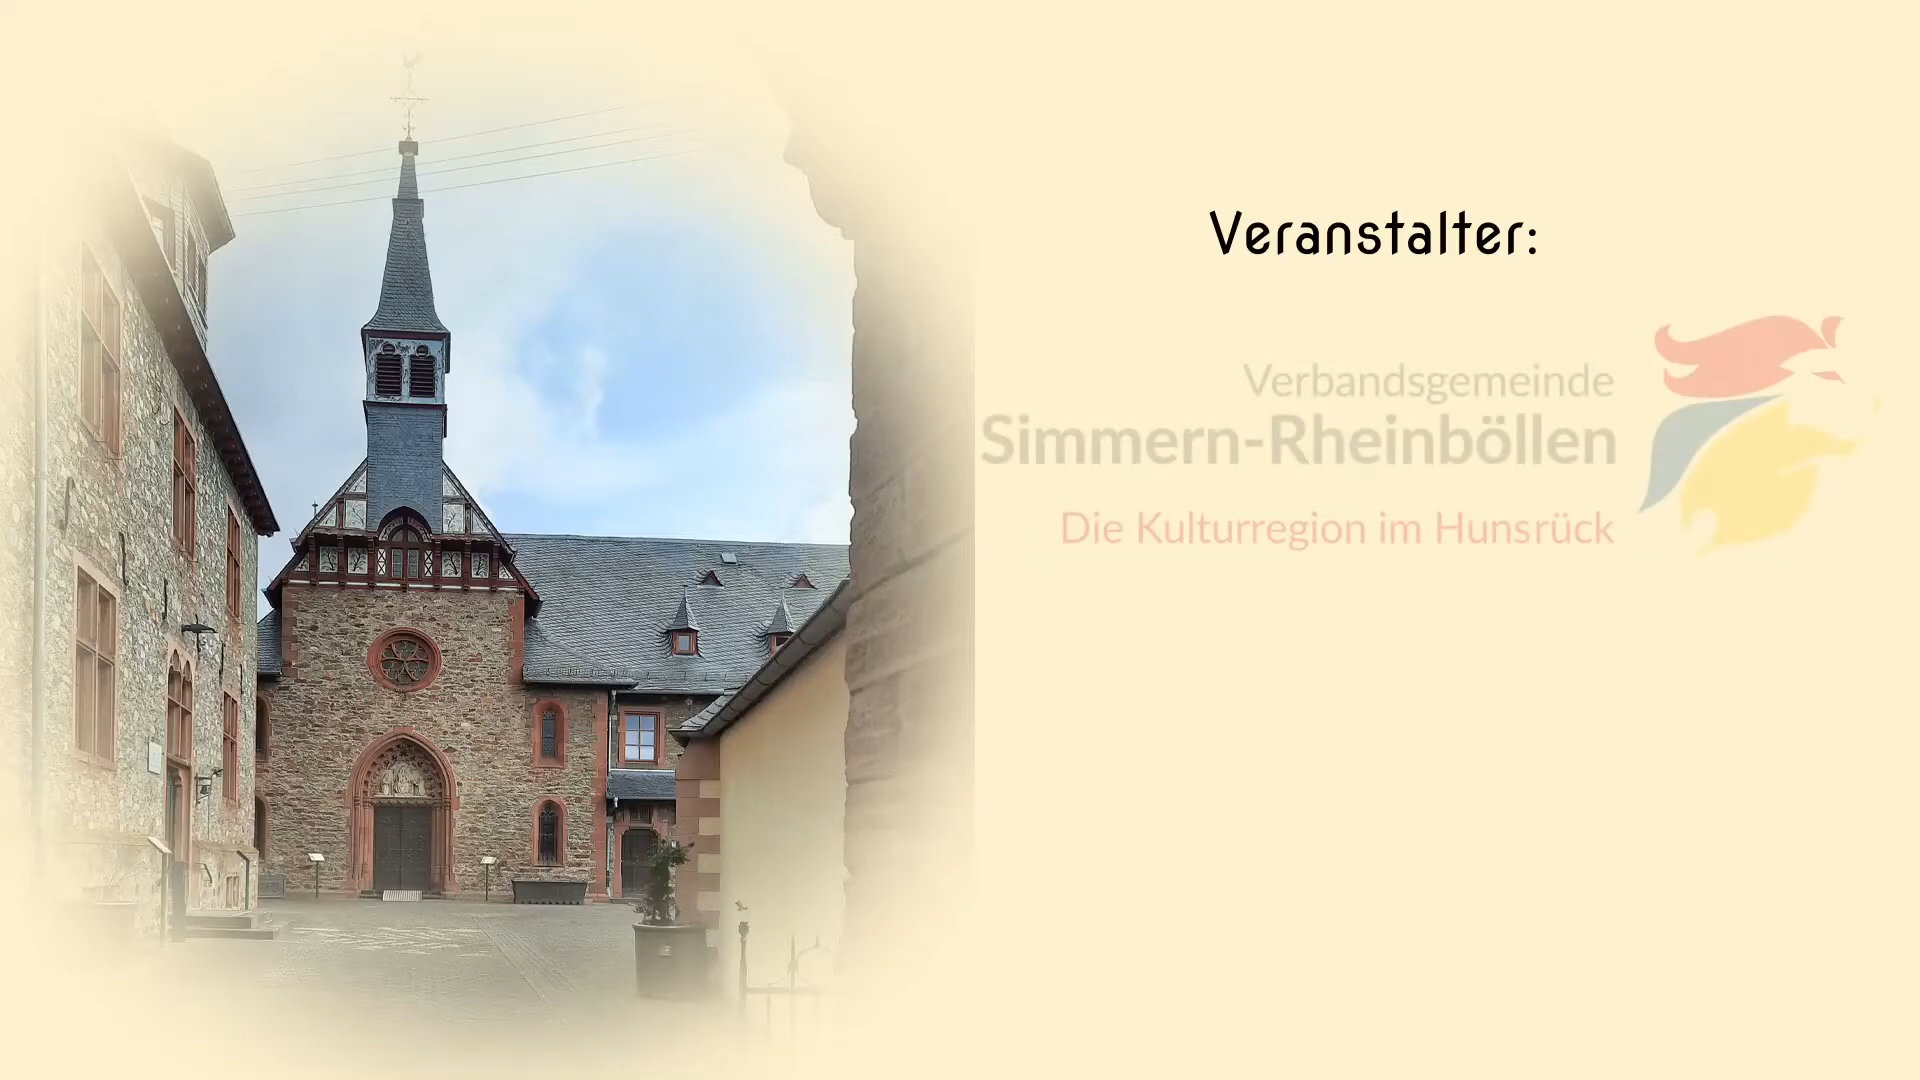 Veranstalter:
Verbandsgemeinde
Simmern-Rheinböllen
Die Kulturregion im Hunsrück